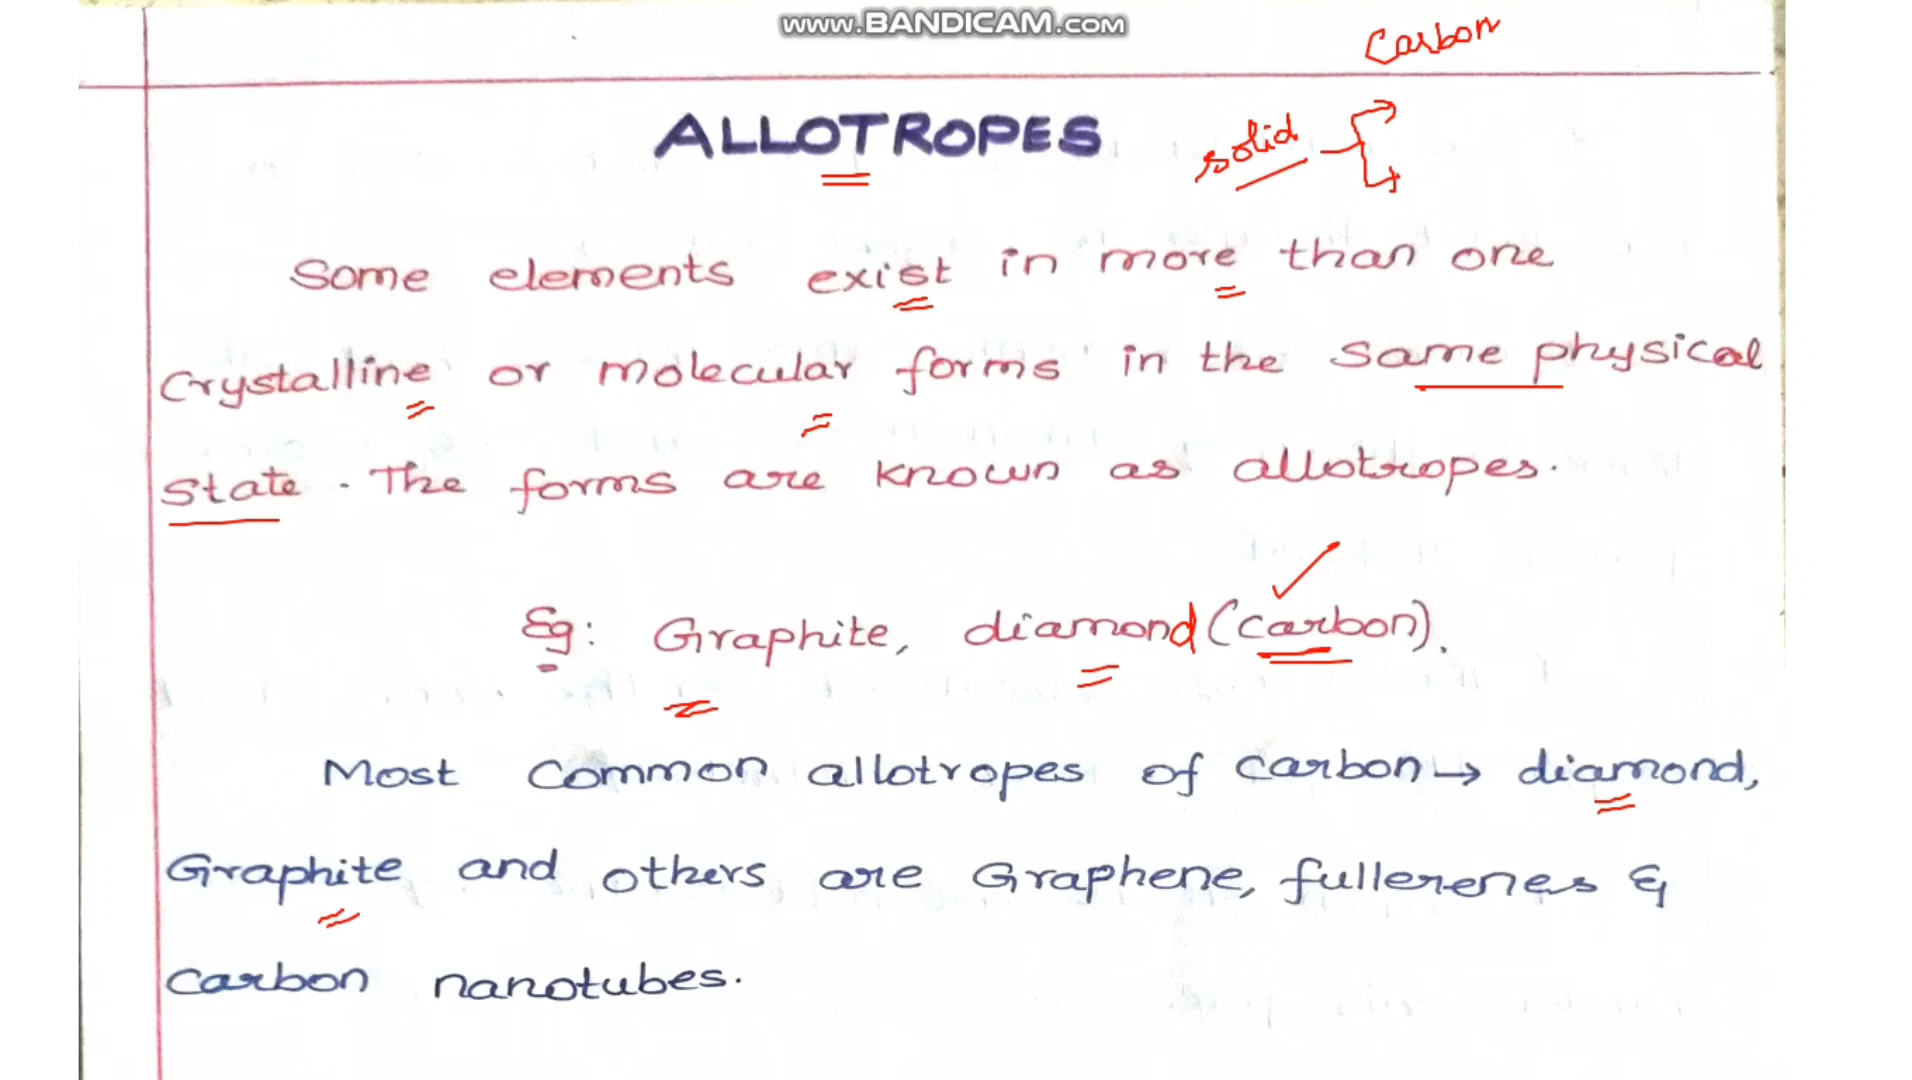 www.BANDICAM.com
Carbon
ALLOTROPES
solid
Some elements exist in more than one
Crystalline or molecular forms in the same physical
State. The forms are known as allotropes.
Eg: Graphite, diamond (carbon).
Most common allotropes of carbon → diamond,
Graphite and others are Graphene, fullerenes &
Carbon nanotubes.